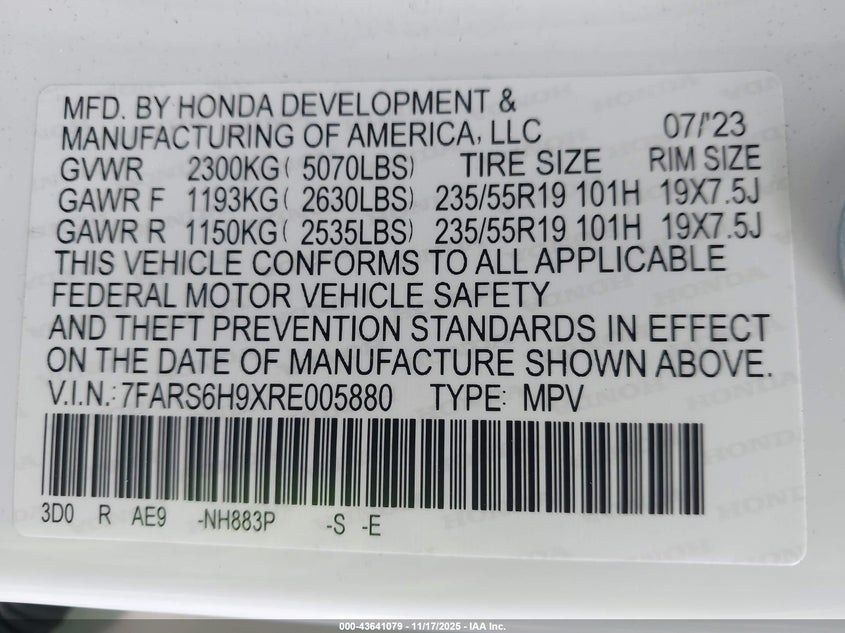 MFD. BY HONDA DEVELOPMENT &
MANUFACTURING OF AMERICA, LLC 07/'23
GVWR 2300KG( 5070LBS) TIRE SIZE RIM SIZE
GAWR F 1193KG( 2630LBS) 235/55R19 101H 19X7.5J
GAWR R 1150KG( 2535LBS) 235/55R19 101H 19X7.5J
THIS VEHICLE CONFORMS TO ALL APPLICABLE
FEDERAL MOTOR VEHICLE SAFETY
AND THEFT PREVENTION STANDARDS IN EFFECT
ON THE DATE OF MANUFACTURE SHOWN ABOVE.
V.I.N.: 7FARS6H9XRE005880 TYPE: MPV
3D0 R AE9 -NH883P -S -E
000-43641079 - 11/17/2025 - IAA Inc.